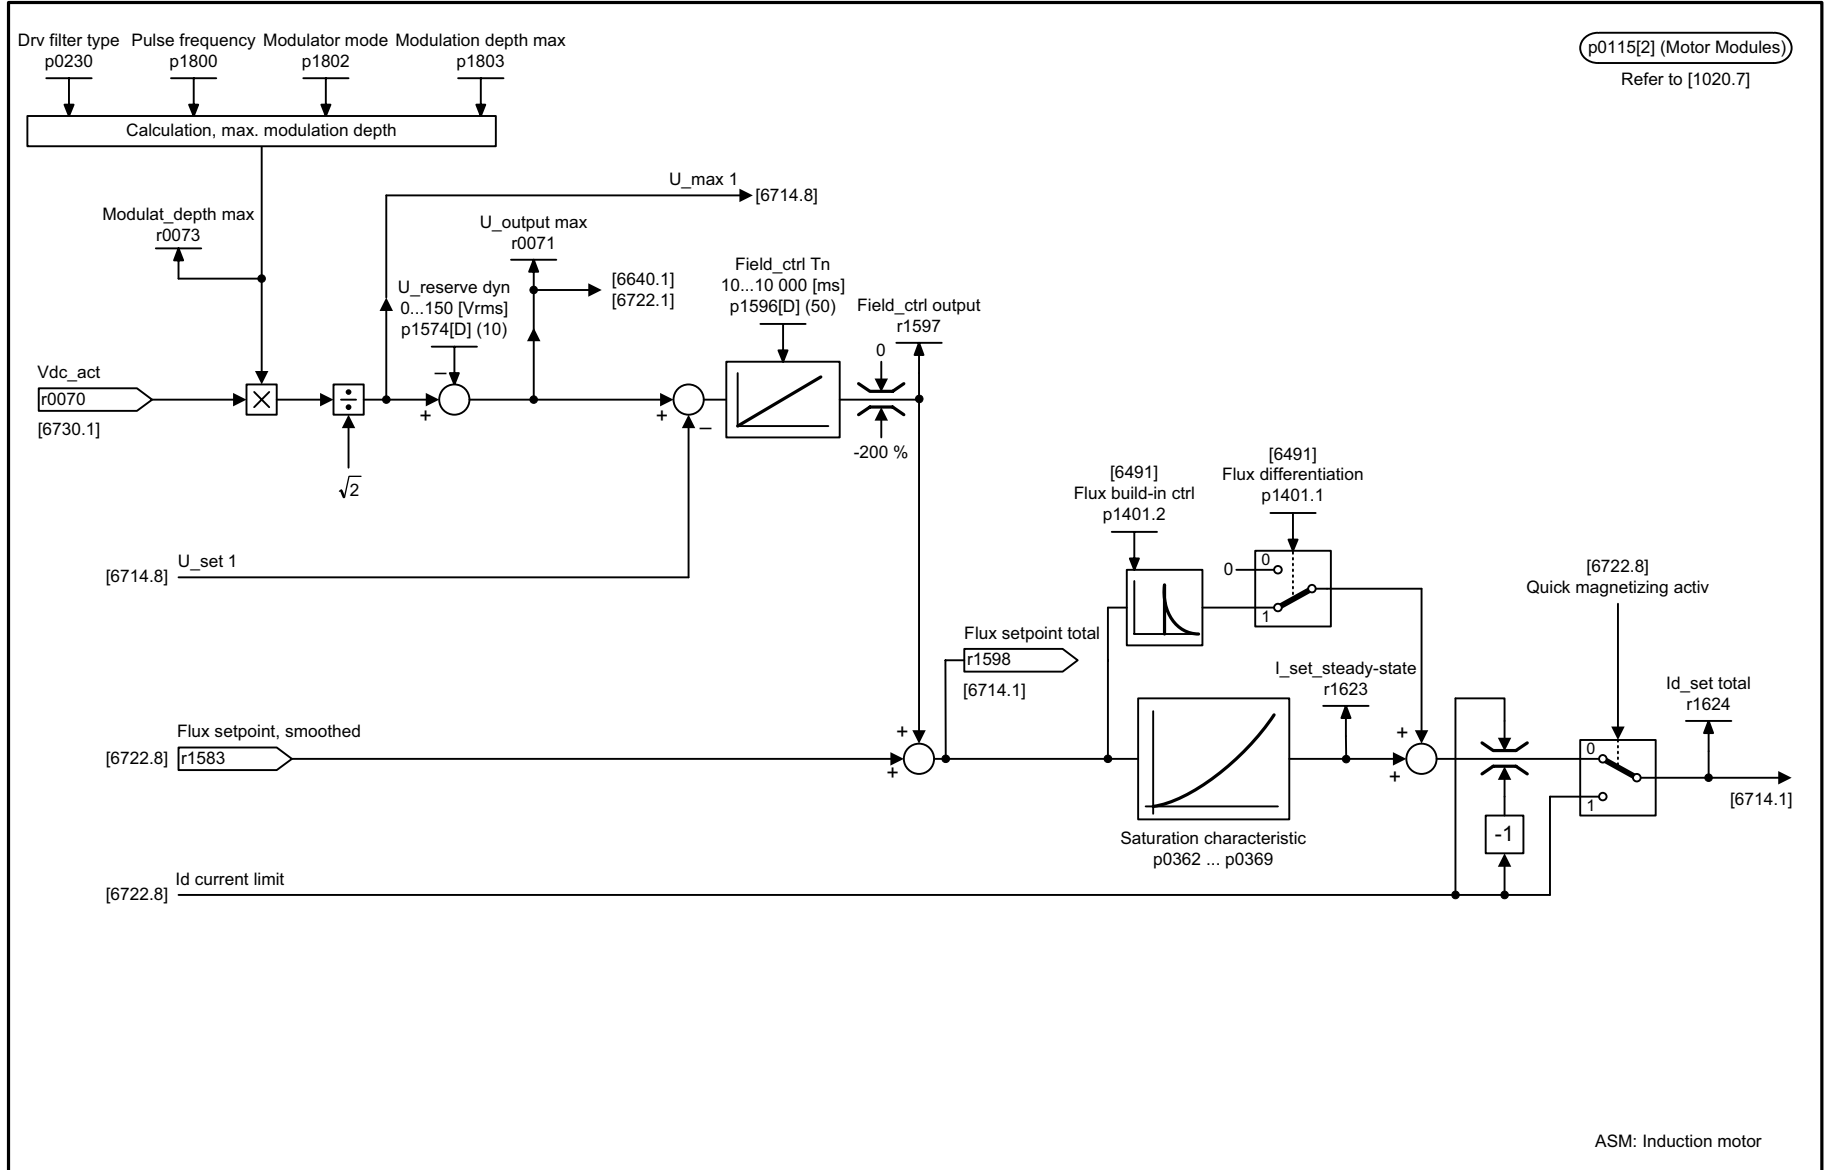 Drv filter type
p0230
Pulse frequency
p1800
Modulator mode
p1802
Modulation depth max
p1803
p0115[2] (Motor Modules)
Refer to [1020.7]
Calculation, max. modulation depth
U_max 1
[6714.8]
Modulat_depth max
r0073
U_output max
r0071
U_reserve dyn
0...150 [Vrms]
p1574[D] (10)
[6640.1]
[6722.1]
Field_ctrl Tn
10...10 000 [ms]
p1596[D] (50)
Field_ctrl output
r1597
0
-200 %
Vdc_act
r0070
[6730.1]
×
÷
√2
+
–
+
–
[6714.8]
U_set 1
[6491]
Flux build-in ctrl
p1401.2
[6491]
Flux differentiation
p1401.1
0
0
1
[6722.8]
Quick magnetizing activ
Flux setpoint total
r1598
[6714.1]
I_set_steady-state
r1623
Id_set total
r1624
Flux setpoint, smoothed
[6722.8]
r1583
+
+
+
+
0
1
[6714.1]
-1
Saturation characteristic
p0362 ... p0369
Id current limit
[6722.8]
ASM: Induction motor